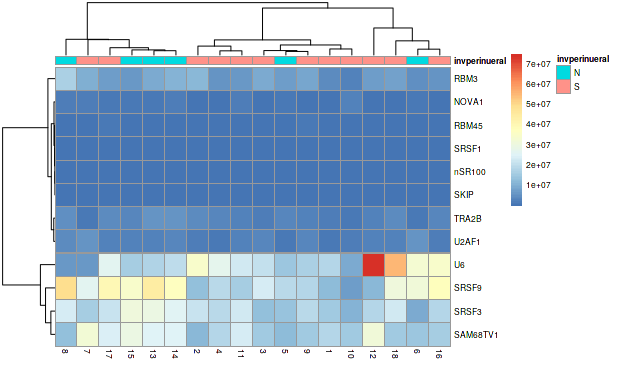 invperinueral
RBM3
NOVA1
RBM45
SRSF1
nSR100
SKIP
TRA2B
U2AF1
U6
SRSF9
SRSF3
SAM68TV1
8 7 17 15 13 14 2 4 11 3 5 9 1 10 12 18 6 16
7e+07
6e+07
5e+07
4e+07
3e+07
2e+07
1e+07
invperinueral
N
S